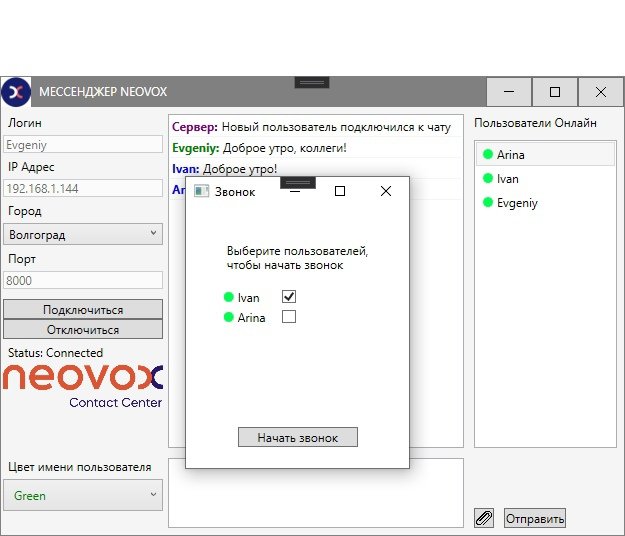 МЕССЕНДЖЕР NEOVOX
Логин
Evgeniy
IP Адрес
192.168.1.144
Город
Волгоград
Порт
8000
Подключиться
Отключиться
Status: Connected
neovox
Contact Center
Цвет имени пользователя
Green
Сервер: Новый пользователь подключился к чату
Evgeniy: Доброе утро, коллеги!
Ivan: Доброе утро!
Звонок
Выберите пользователей,
чтобы начать звонок
Ivan
Arina
Начать звонок
Пользователи Онлайн
Arina
Ivan
Evgeniy
Отправить